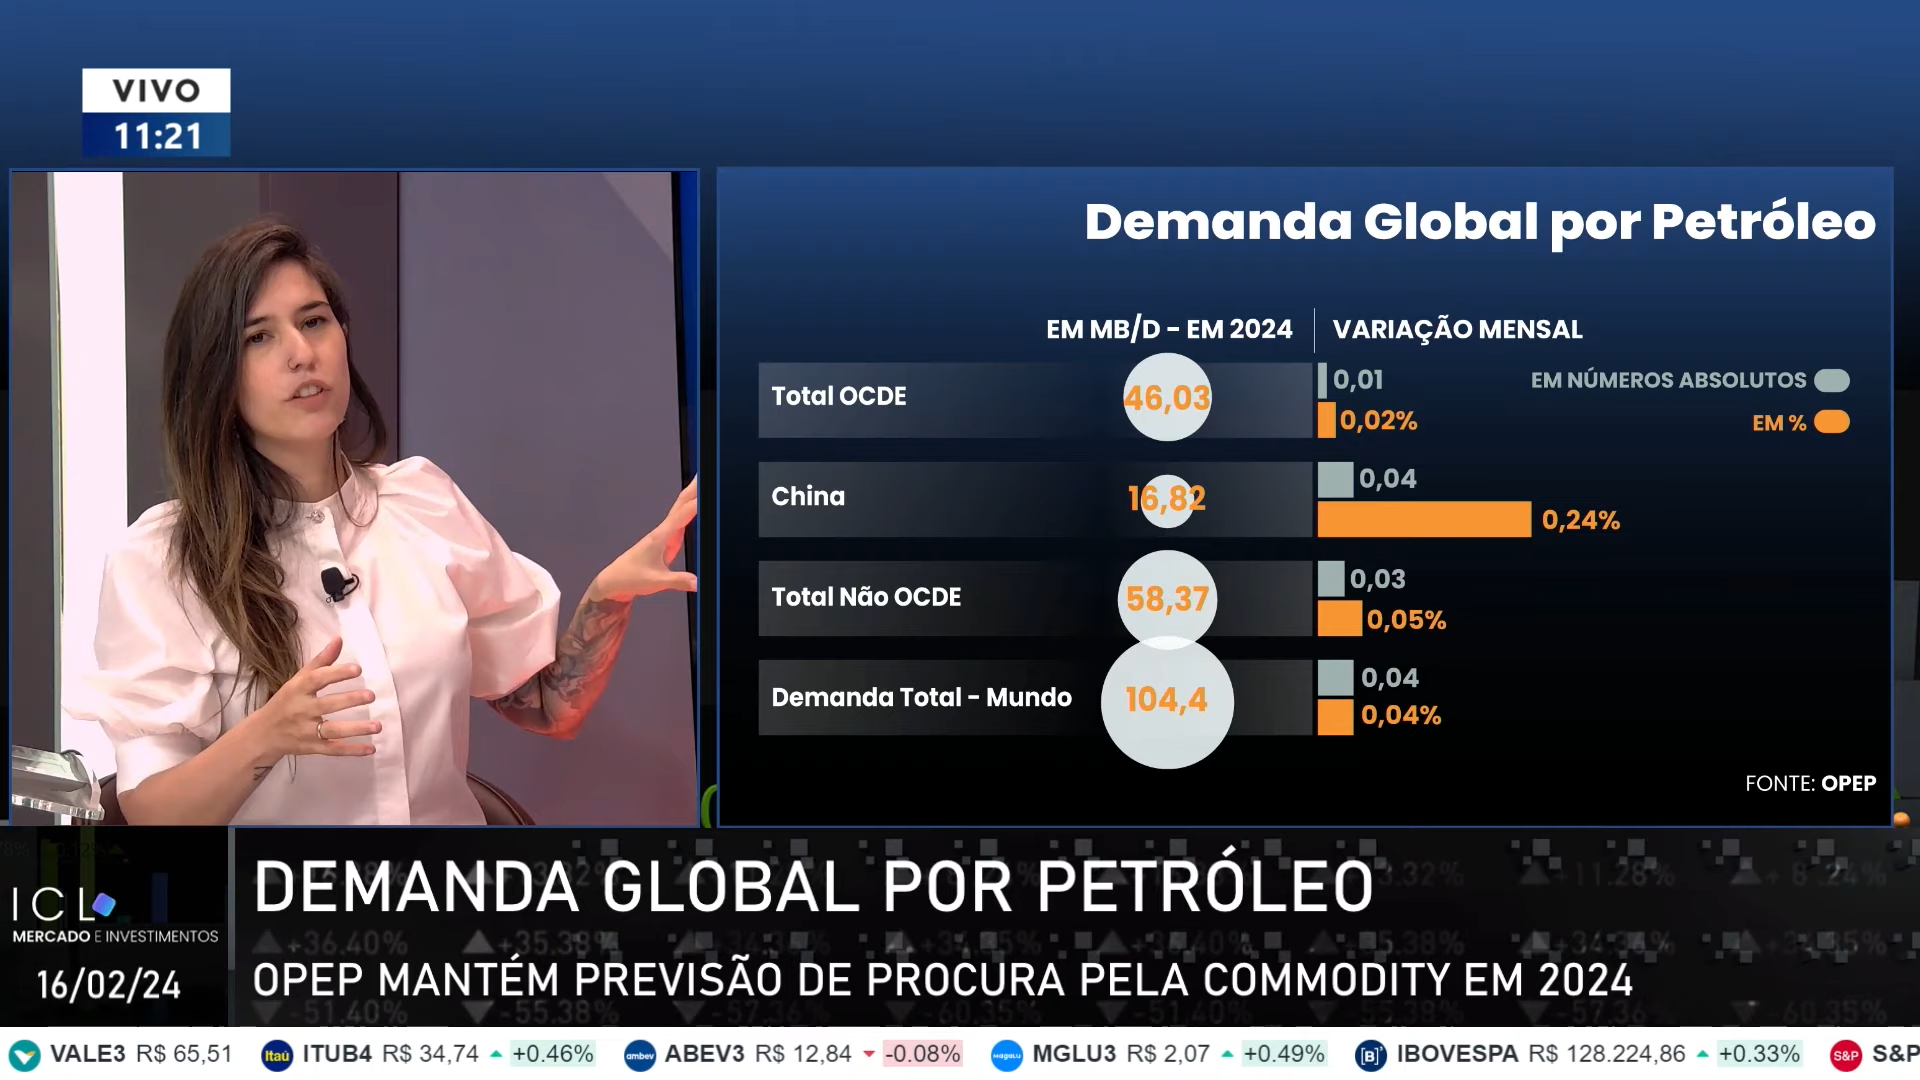 VIVO
11:21
Demanda Global por Petróleo
EM MB/D - EM 2024
VARIAÇÃO MENSAL
Total OCDE
46,03
0,01
0,02%
EM NÚMEROS ABSOLUTOS
EM %
China
16,82
0,04
0,24%
Total Não OCDE
58,37
0,03
0,05%
Demanda Total - Mundo
104,4
0,04
0,04%
FONTE: OPEP
ICL
MERCADO E INVESTIMENTOS
16/02/24
DEMANDA GLOBAL POR PETRÓLEO
OPEP MANTÉM PREVISÃO DE PROCURA PELA COMMODITY EM 2024
VALE3 R$ 65,51 Itaú ITUB4 R$ 34,74 +0.46% ambev ABEV3 R$ 12,84 -0.08% Magalu MGLU3 R$ 2,07 +0.49% [B]³ IBOVESPA R$ 128.224,86 +0.33% S&P S&P